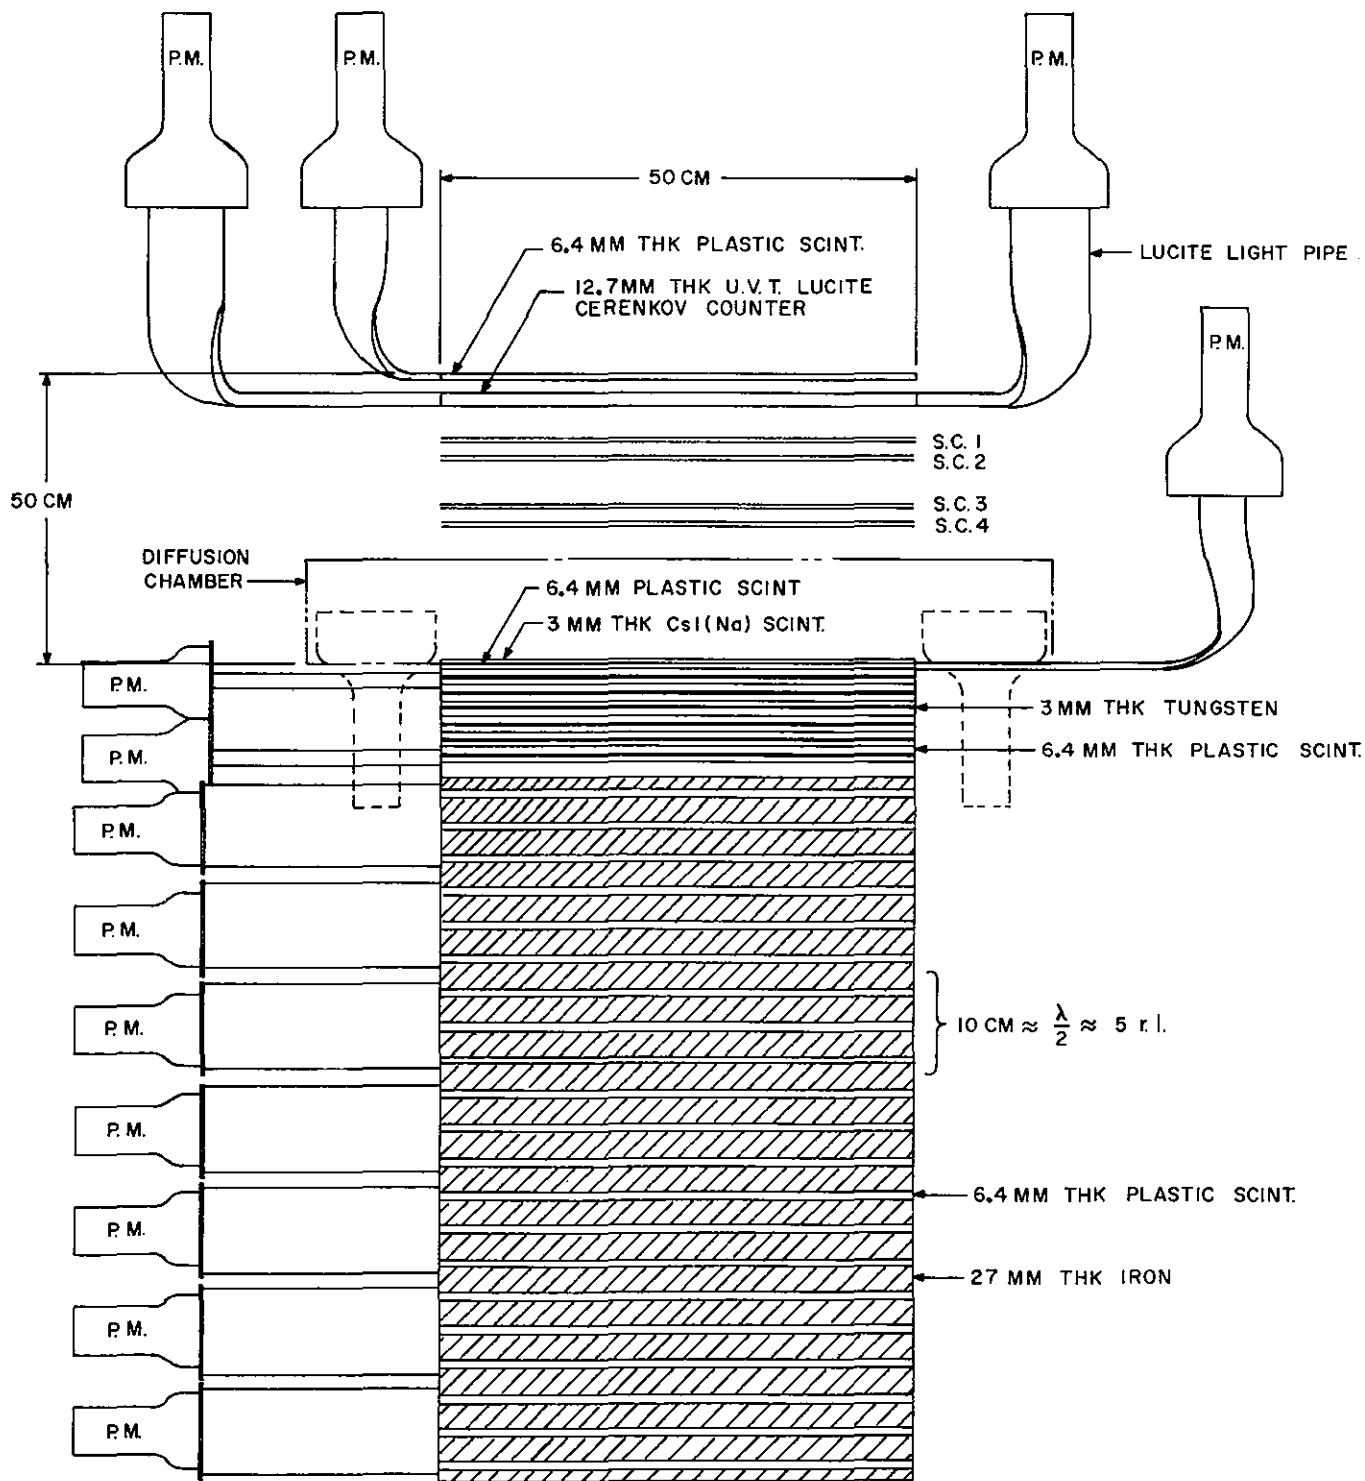 P.M.
P.M.
P.M.
50 CM
6.4 MM THK PLASTIC SCINT.
LUCITE LIGHT PIPE
12.7MM THK U.V.T. LUCITE
CERENKOV COUNTER
P.M.
S.C. 1
S.C. 2
50 CM
S.C. 3
S.C. 4
DIFFUSION
CHAMBER
6.4 MM PLASTIC SCINT
3 MM THK CsI(Na) SCINT.
P.M.
3 MM THK TUNGSTEN
P.M.
6.4 MM THK PLASTIC SCINT.
P.M.
P.M.
P.M.
10 CM ≈ λ/2 ≈ 5 r.l.
P.M.
6.4 MM THK PLASTIC SCINT.
P.M.
27 MM THK IRON
P.M.
P.M.